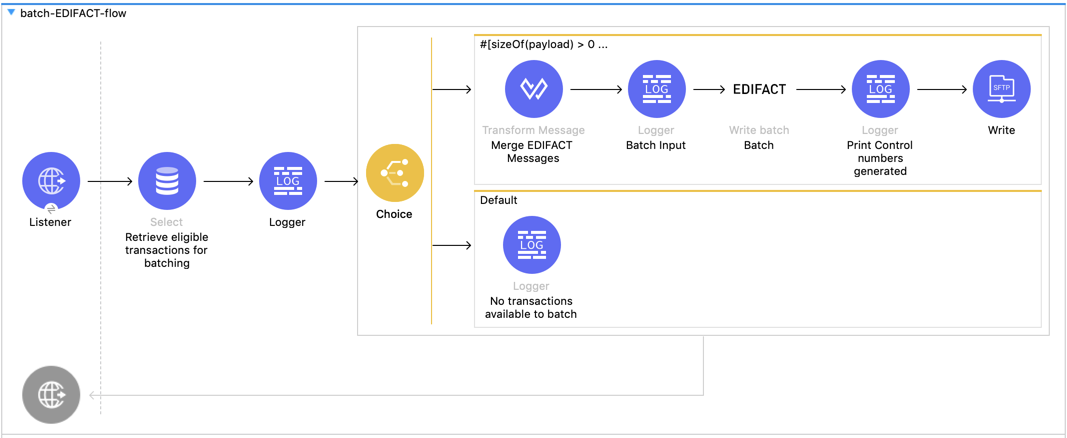 batch-EDIFACT-flow
#[sizeOf(payload) > 0 ...
LOG
EDIFACT
LOG
SFTP
Transform Message
Merge EDIFACT
Messages
Logger
Batch Input
Write batch
Batch
Logger
Print Control
numbers
generated
Write
Listener
Select
Retrieve eligible
transactions for
batching
LOG
Logger
Choice
Default
LOG
Logger
No transactions
available to batch